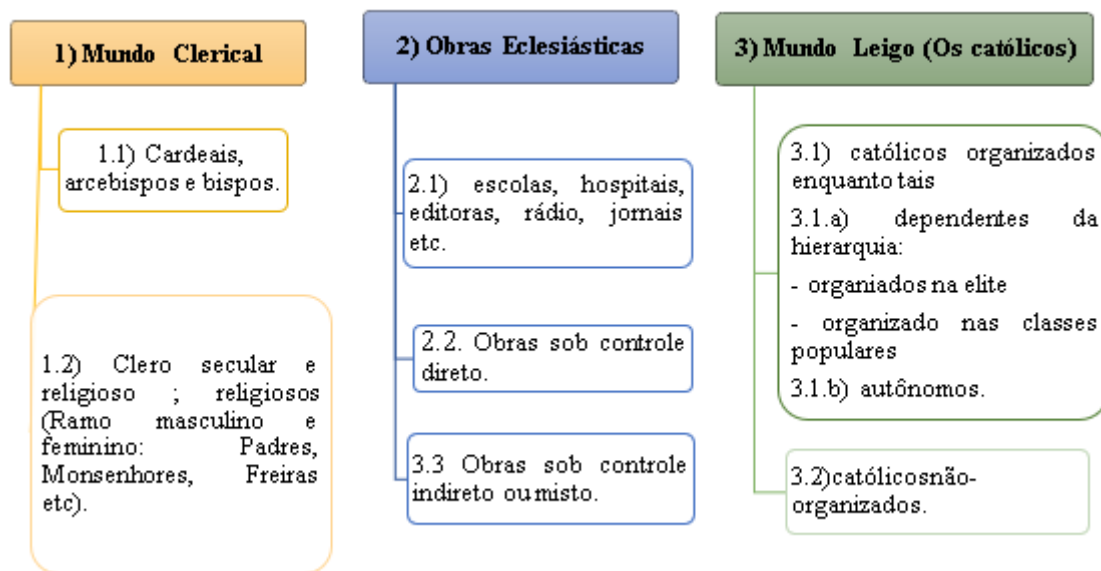 1) Mundo Clerical
1.1) Cardeais,
arcebispos e bispos.
1.2) Clero secular e
religioso ; religiosos
(Ramo masculino e
feminino: Padres,
Monsenhores, Freiras
etc).
2) Obras Eclesiásticas
2.1) escolas, hospitais,
editoras, rádio, jornais
etc.
2.2. Obras sob controle
direto.
3.3 Obras sob controle
indireto ou misto.
3) Mundo Leigo (Os católicos)
3.1) católicos organizados
enquanto tais
3.1.a) dependentes da
hierarquia:
- organiados na elite
- organizado nas classes
populares
3.1.b) autônomos.
3.2)católicosnão-
organizados.